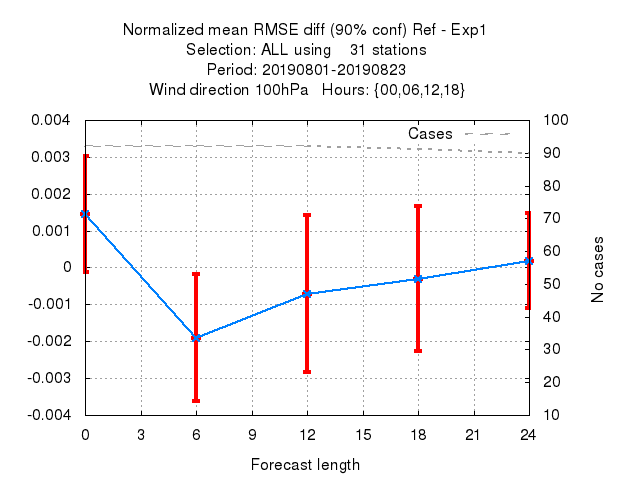 Normalized mean RMSE diff (90% conf) Ref - Exp1
Selection: ALL using    31 stations
Period: 20190801-20190823
Wind direction 100hPa   Hours: {00,06,12,18}
Cases
0.004
0.003
0.002
0.001
0
-0.001
-0.002
-0.003
-0.004
100
90
80
70
60
50
40
30
20
10
No cases
0 3 6 9 12 15 18 21 24
Forecast length